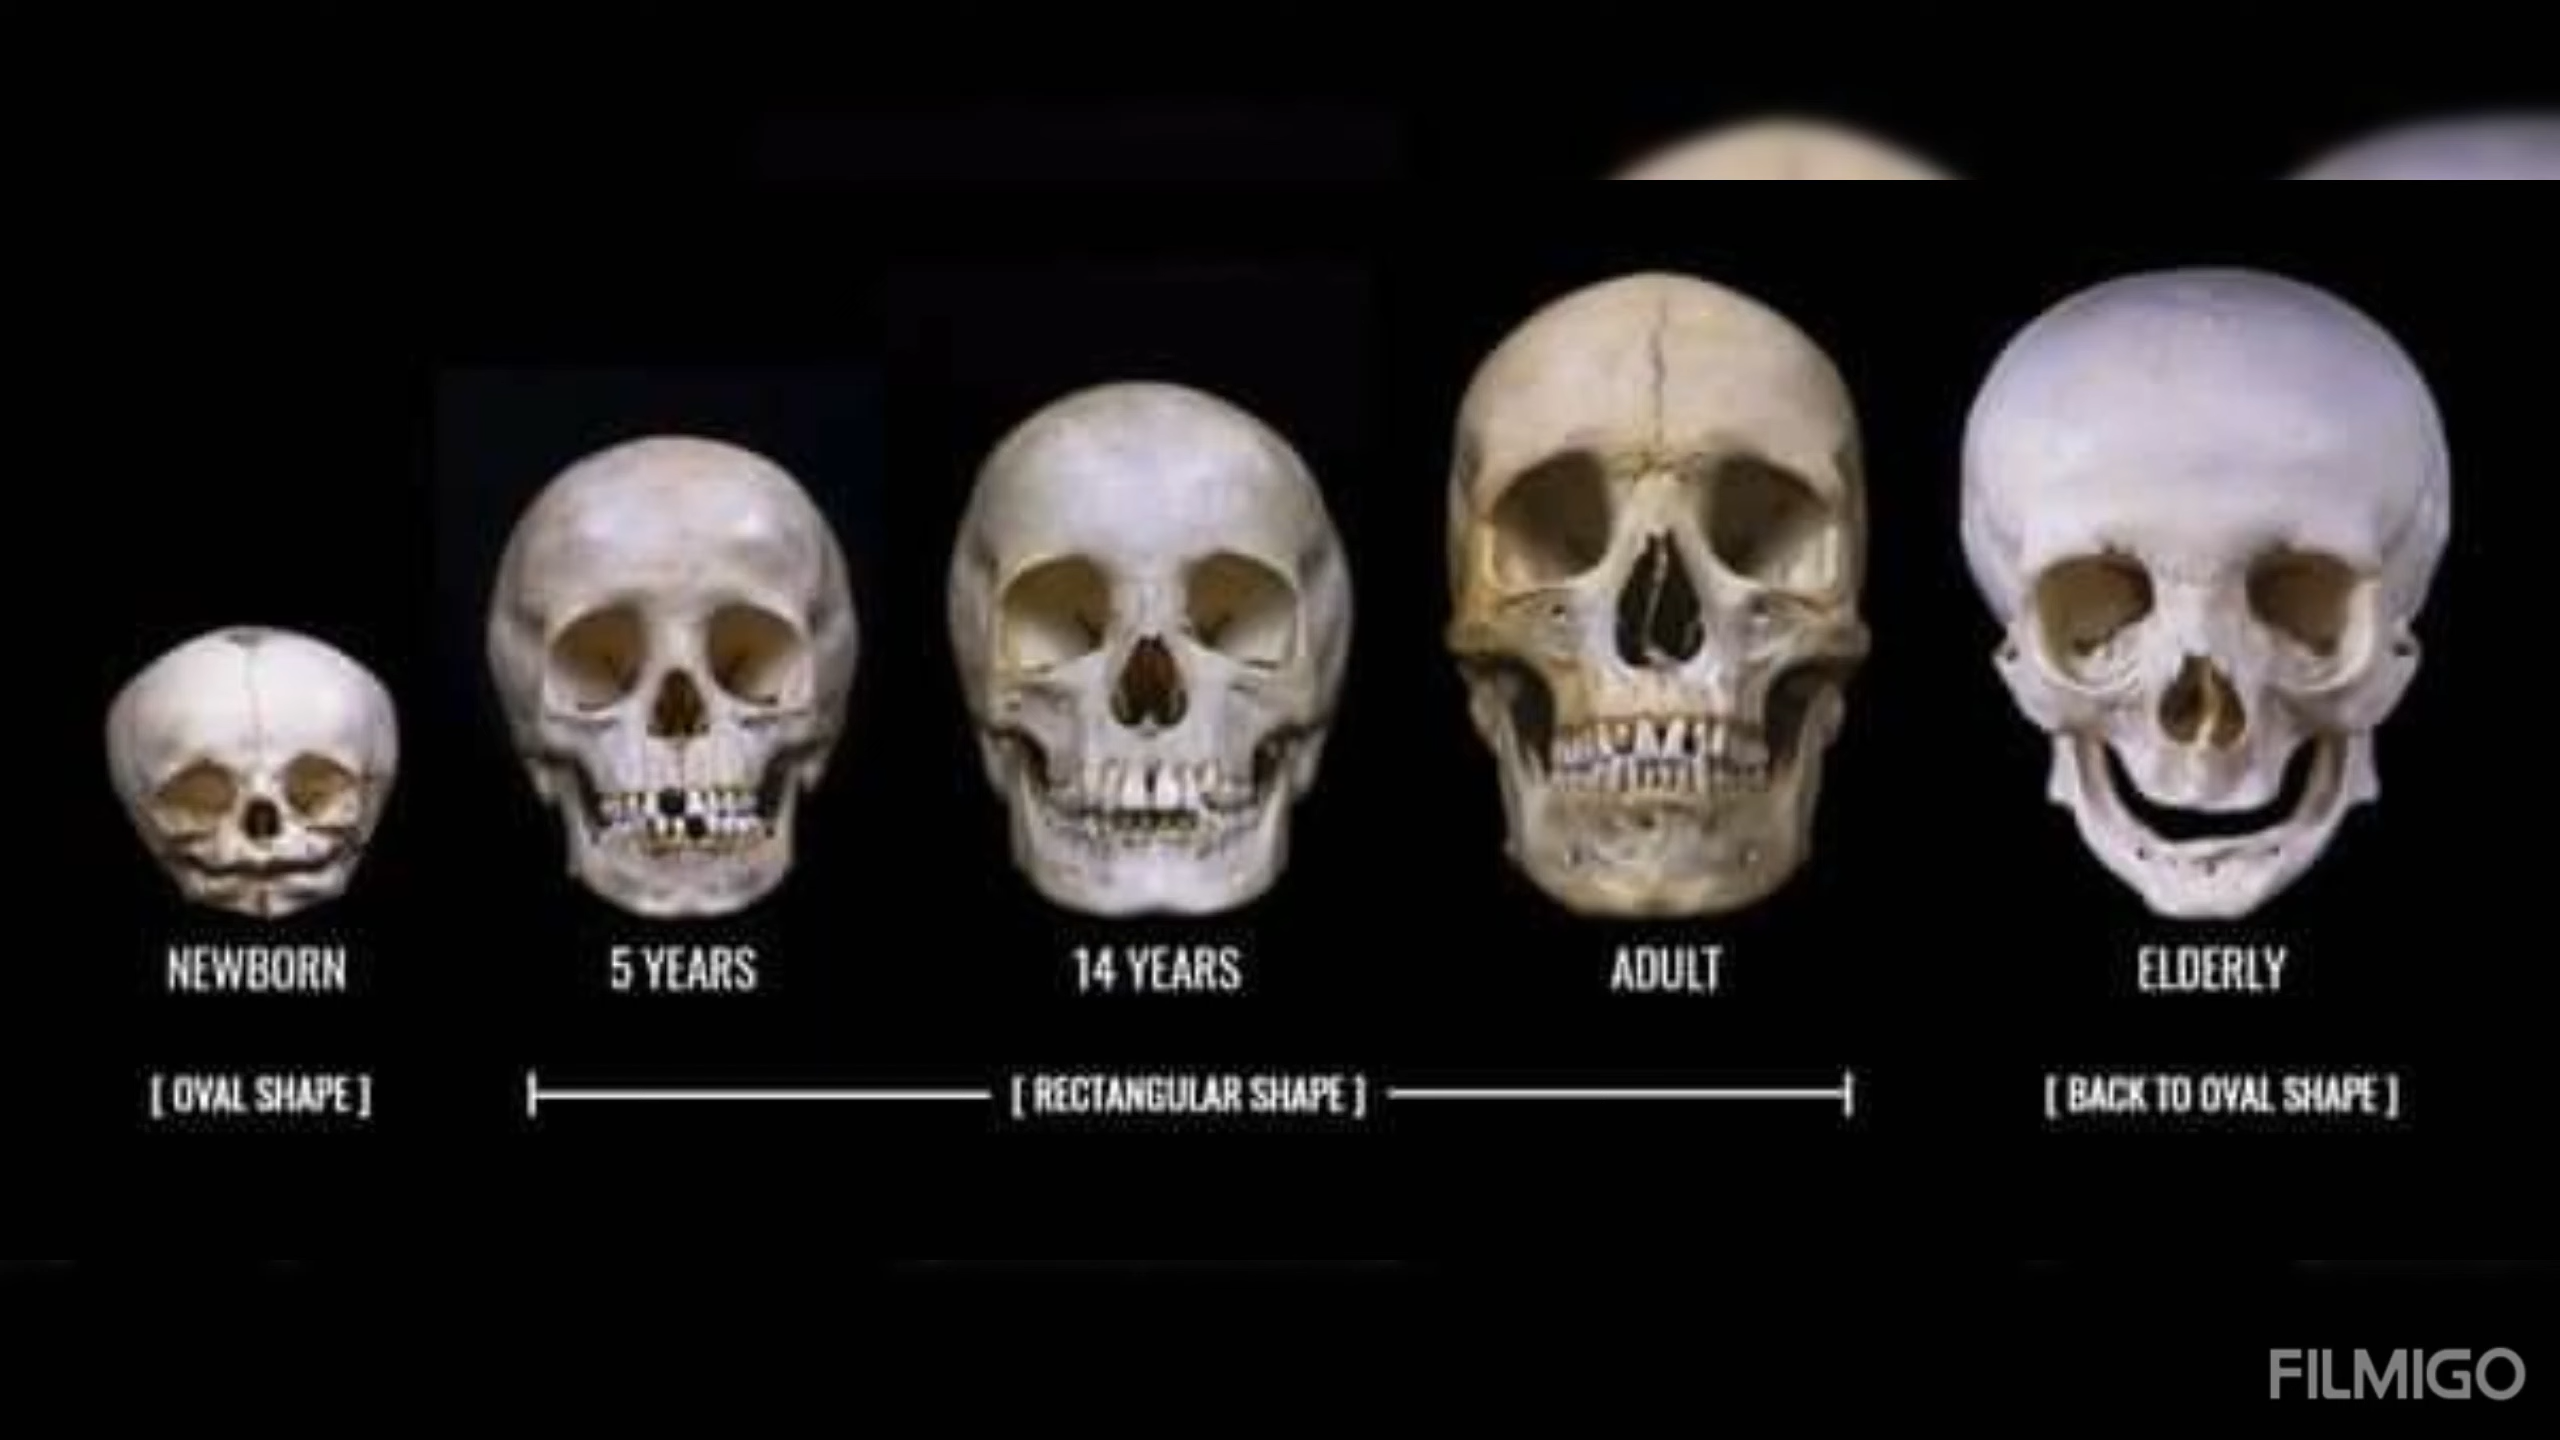 NEWBORN
5 YEARS
14 YEARS
ADULT
ELDERLY
[ OVAL SHAPE ]
[ RECTANGULAR SHAPE ]
[ BACK TO OVAL SHAPE ]
FILMIGO